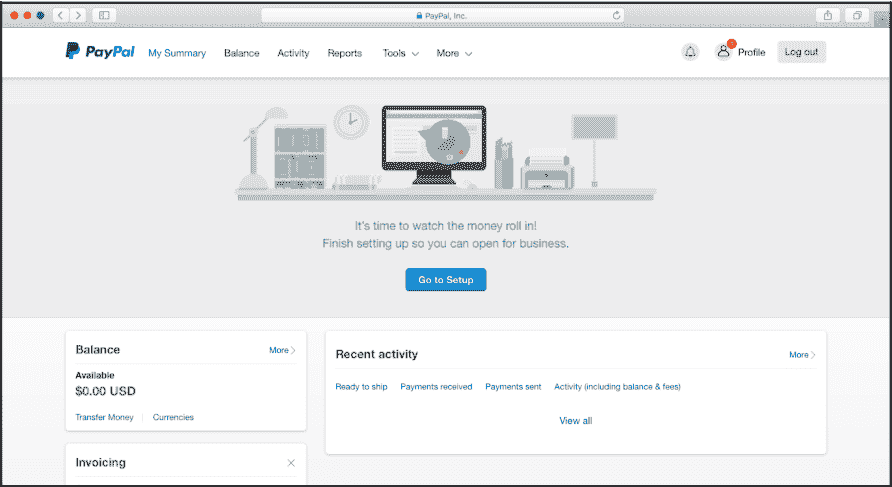 PayPal, Inc.
PayPal My Summary Balance Activity Reports Tools More Profile Log out
It's time to watch the money roll in!
Finish setting up so you can open for business.
Go to Setup
Balance More
Available
$0.00 USD
Transfer Money Currencies
Recent activity More
Ready to ship Payments received Payments sent Activity (including balance & fees)
View all
Invoicing